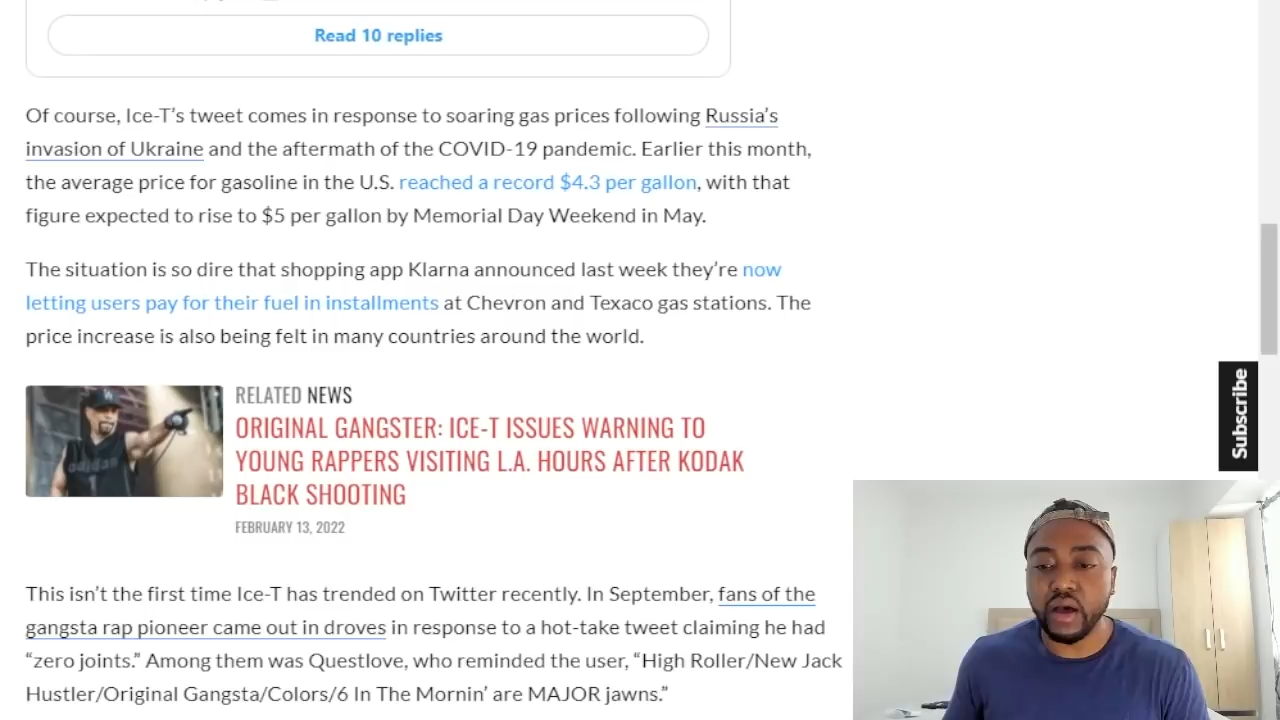 Read 10 replies
Of course, Ice-T’s tweet comes in response to soaring gas prices following Russia’s
invasion of Ukraine and the aftermath of the COVID-19 pandemic. Earlier this month,
the average price for gasoline in the U.S. reached a record $4.3 per gallon, with that
figure expected to rise to $5 per gallon by Memorial Day Weekend in May.
The situation is so dire that shopping app Klarna announced last week they’re now
letting users pay for their fuel in installments at Chevron and Texaco gas stations. The
price increase is also being felt in many countries around the world.
RELATED NEWS
ORIGINAL GANGSTER: ICE-T ISSUES WARNING TO
YOUNG RAPPERS VISITING L.A. HOURS AFTER KODAK
BLACK SHOOTING
FEBRUARY 13, 2022
adidas
Subscribe
This isn’t the first time Ice-T has trended on Twitter recently. In September, fans of the
gangsta rap pioneer came out in droves in response to a hot-take tweet claiming he had
“zero joints.” Among them was Questlove, who reminded the user, “High Roller/New Jack
Hustler/Original Gangsta/Colors/6 In The Mornin’ are MAJOR jawns.”